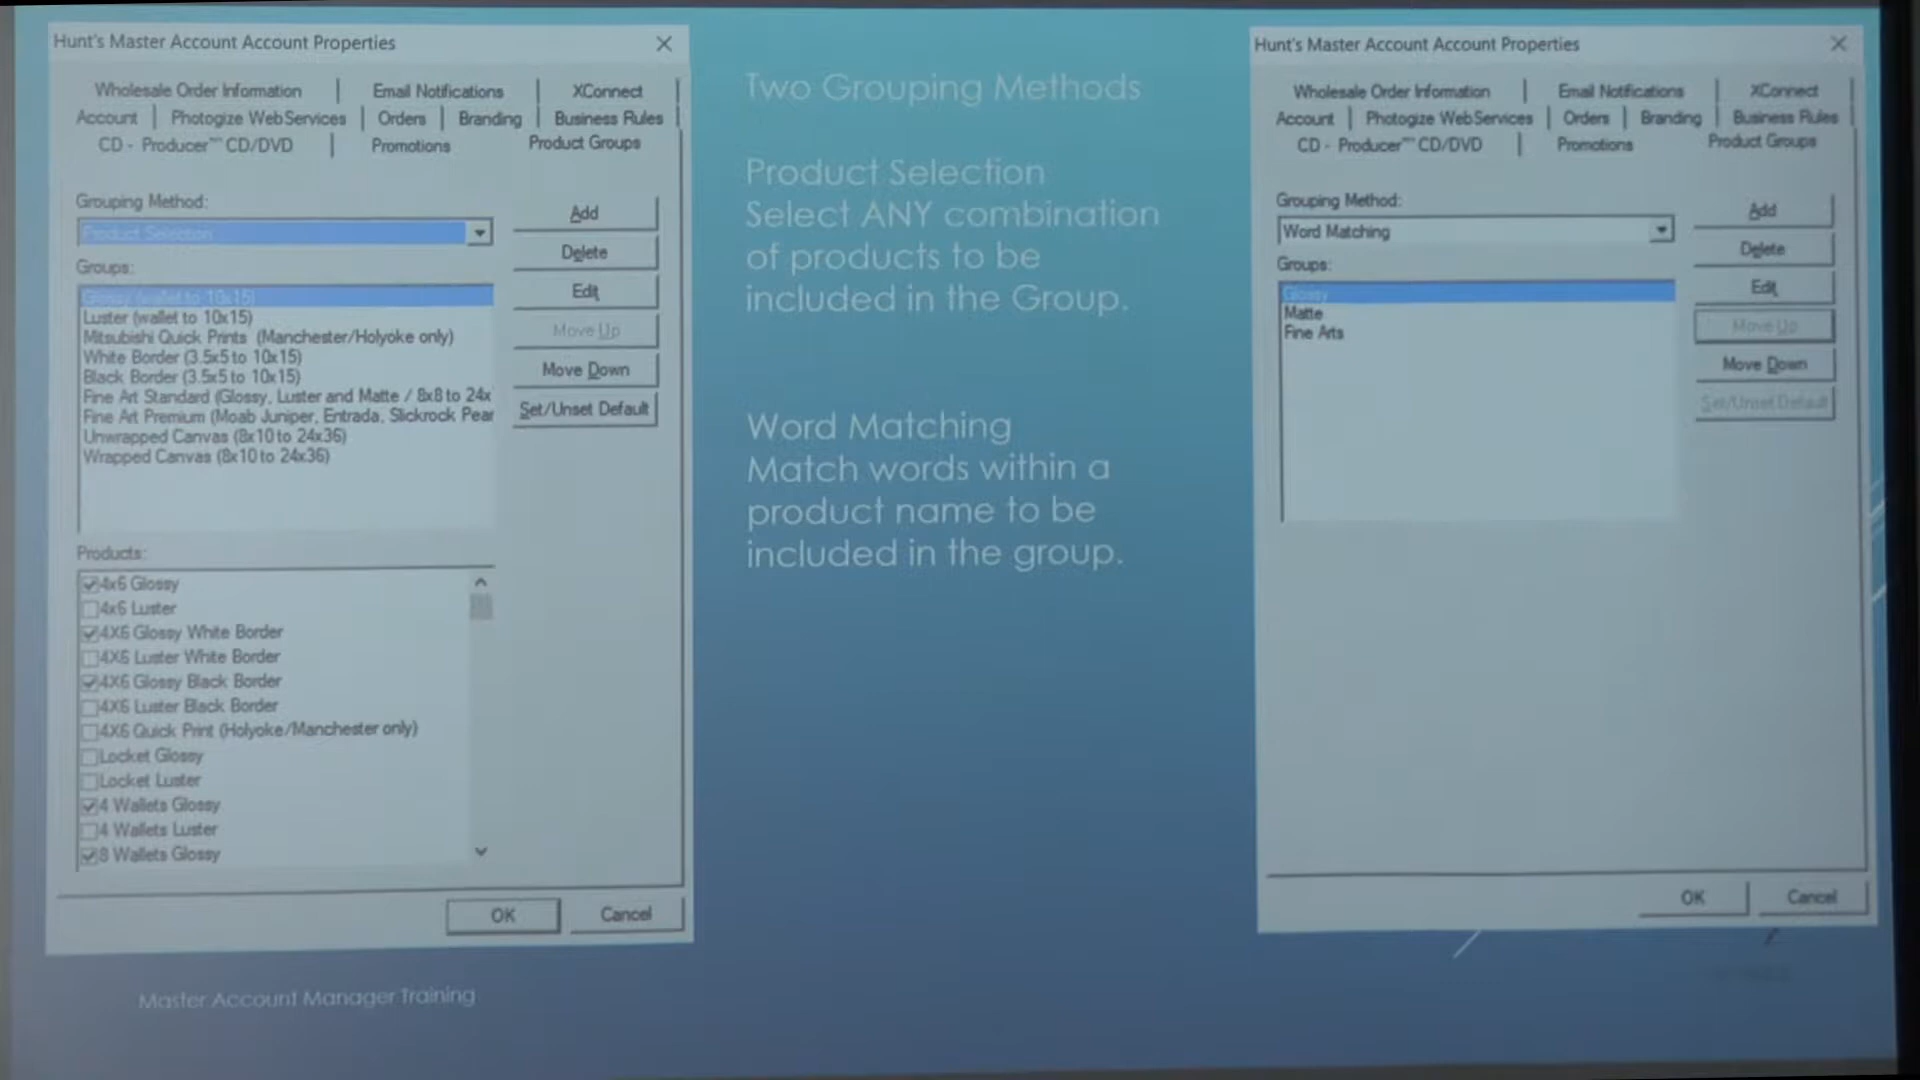 Hunt's Master Account Account Properties
Wholesale Order Information
Email Notifications
XConnect
Account
Photogize WebServices
Orders
Branding
Business Rules
CD - Producer™ CD/DVD
Promotions
Product Groups
Grouping Method:
Product Selection
Groups:
Glossy (wallet to 10x15)
Luster (wallet to 10x15)
Mitsubishi Quick Prints (Manchester/Holyoke only)
White Border (3.5x5 to 10x15)
Black Border (3.5x5 to 10x15)
Fine Art Standard (Glossy, Luster and Matte / 8x8 to 24x
Fine Art Premium (Moab Juniper, Entrada, Slickrock Pear
Unwrapped Canvas (8x10 to 24x36)
Wrapped Canvas (8x10 to 24x36)
Add
Delete
Edit
Move Up
Move Down
Set/Unset Default
Products:
4x6 Glossy
4x6 Luster
4X6 Glossy White Border
4X6 Luster White Border
4X6 Glossy Black Border
4X6 Luster Black Border
4X6 Quick Print (Holyoke/Manchester only)
Locket Glossy
Locket Luster
4 Wallets Glossy
4 Wallets Luster
8 Wallets Glossy
OK
Cancel
Two Grouping Methods
Product Selection
Select ANY combination
of products to be
included in the Group.
Word Matching
Match words within a
product name to be
included in the group.
Hunt's Master Account Account Properties
Wholesale Order Information
Email Notifications
XConnect
Account
Photogize WebServices
Orders
Branding
Business Rules
CD - Producer™ CD/DVD
Promotions
Product Groups
Grouping Method:
Word Matching
Groups:
Glossy
Matte
Fine Arts
Add
Delete
Edit
Move Up
Move Down
Set/Unset Default
OK
Cancel
Master Account Manager Training